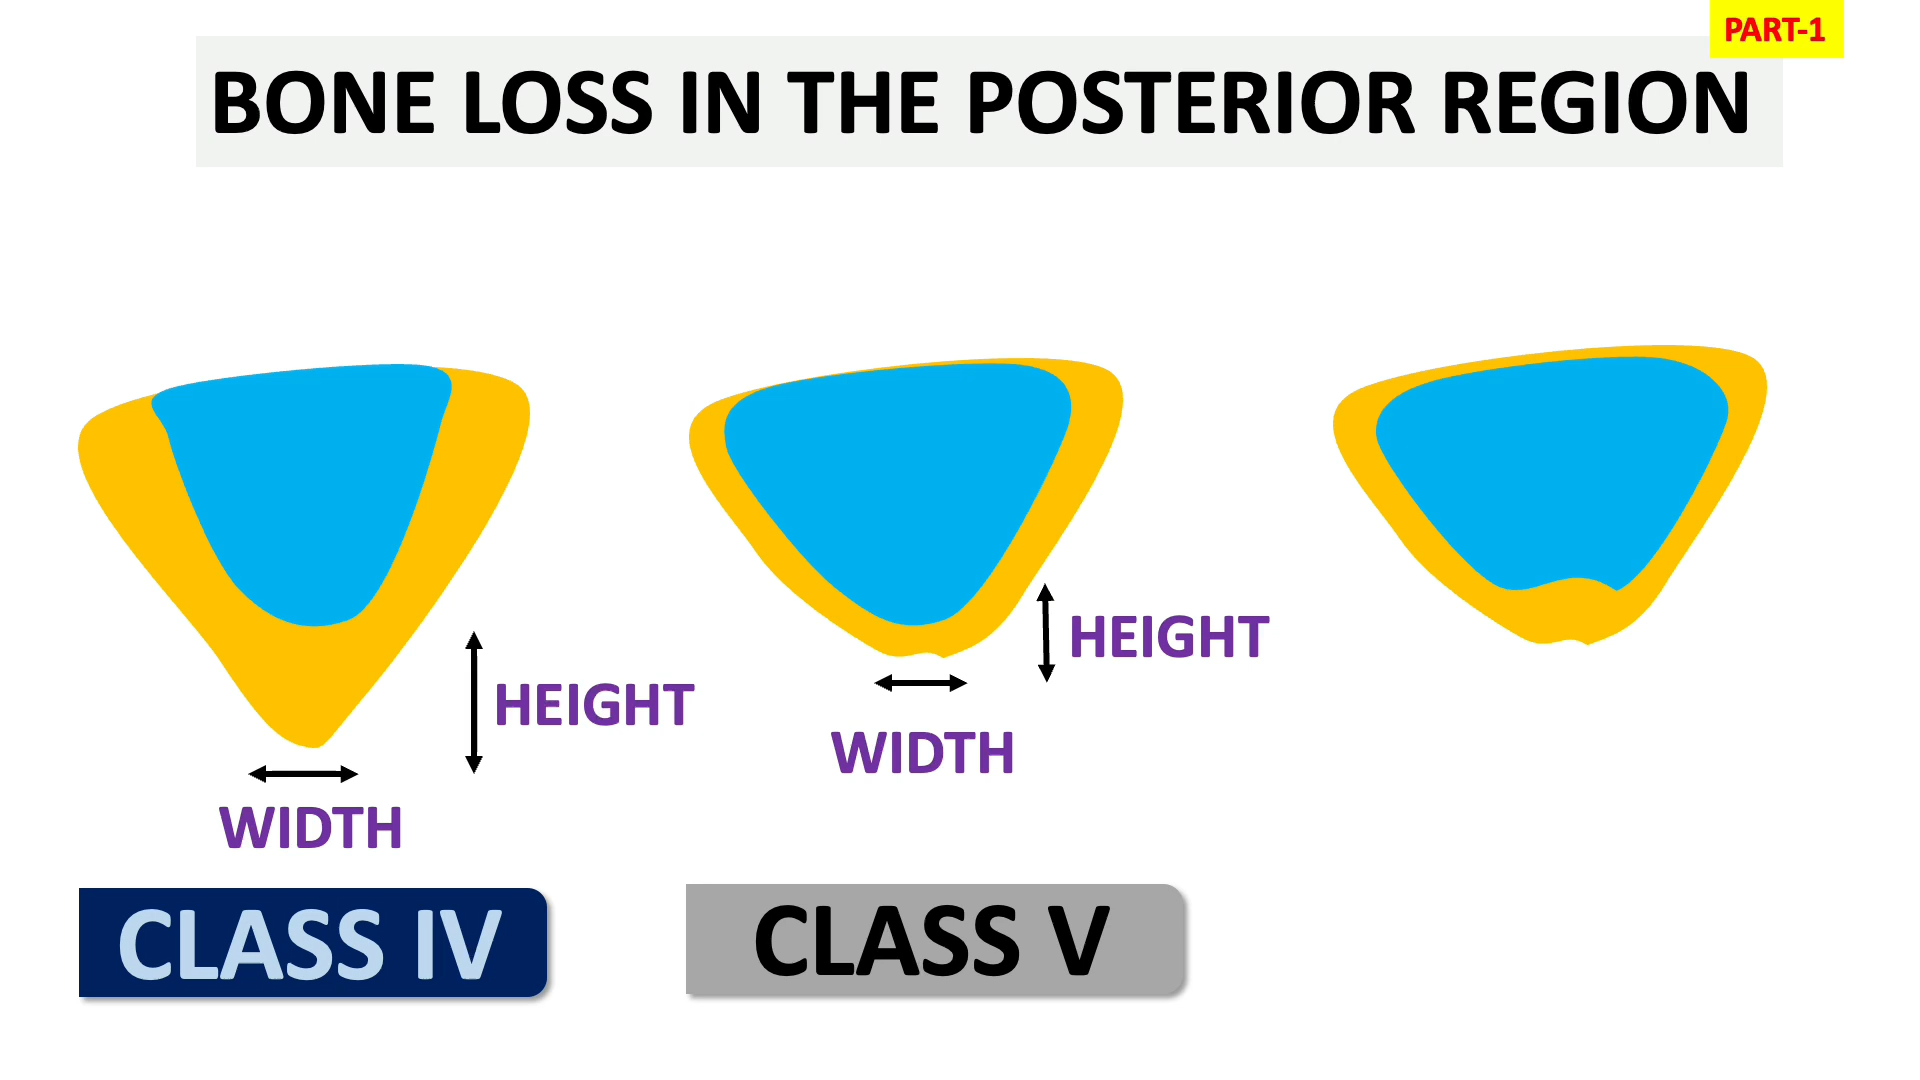 PART-1
BONE LOSS IN THE POSTERIOR REGION
HEIGHT
WIDTH
HEIGHT
WIDTH
CLASS IV
CLASS V